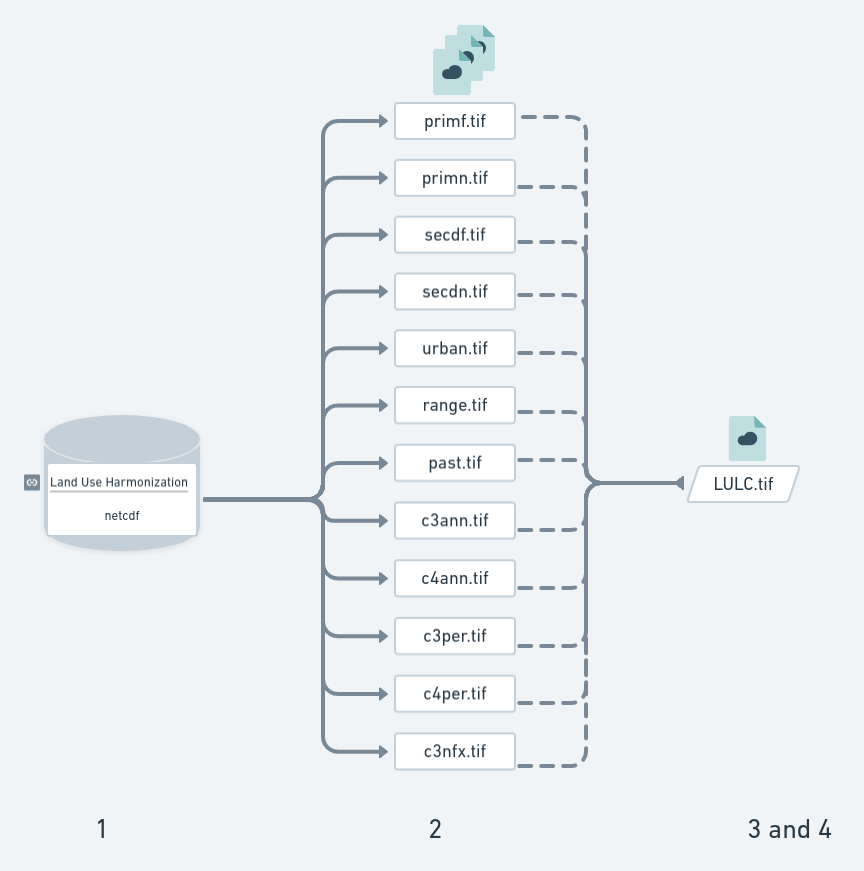 primf.tif
primn.tif
secdf.tif
secdn.tif
urban.tif
range.tif
past.tif
c3ann.tif
c4ann.tif
c3per.tif
c4per.tif
c3nfx.tif
Land Use Harmonization
netcdf
LULC.tif
1
2
3 and 4